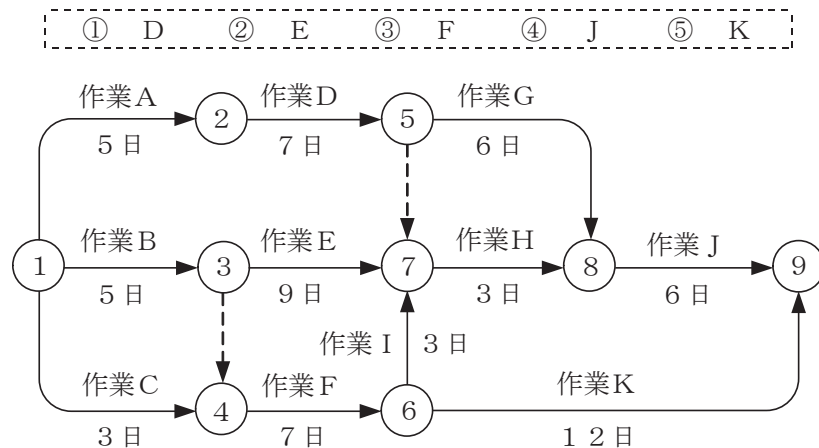 ① D ② E ③ F ④ J ⑤ K
作業A 作業D 作業G
2 5
5日 7日 6日
作業B 作業E 作業H 作業J
1 3 7 8 9
5日 9日 3日 6日
作業I 3日
作業C 作業F 作業K
4 6
3日 7日 12日